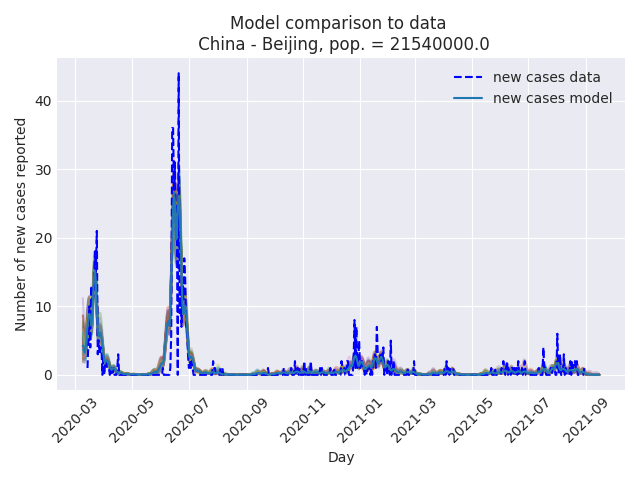 Model comparison to data
China - Beijing, pop. = 21540000.0
new cases data
new cases model
Number of new cases reported
40
30
20
10
0
2020-03
2020-05
2020-07
2020-09
2020-11
2021-01
2021-03
2021-05
2021-07
2021-09
Day